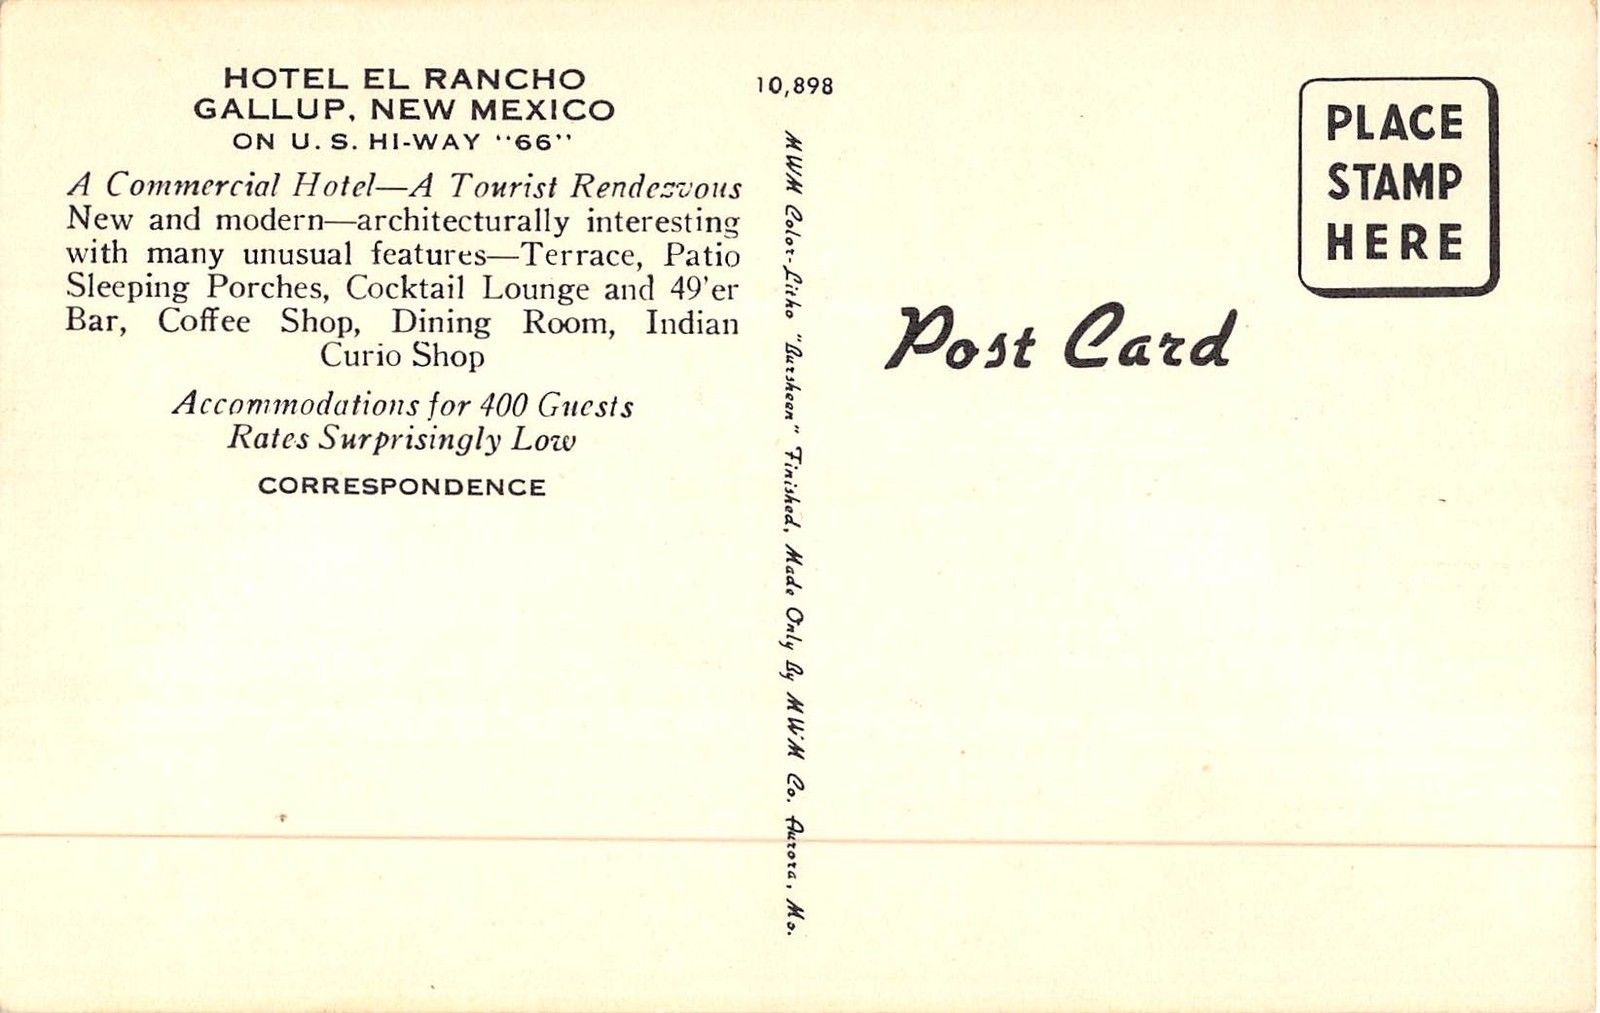 HOTEL EL RANCHO
GALLUP, NEW MEXICO
ON U. S. HI-WAY "66"
A Commercial Hotel—A Tourist Rendezvous
New and modern—architecturally interesting
with many unusual features—Terrace, Patio
Sleeping Porches, Cocktail Lounge and 49'er
Bar, Coffee Shop, Dining Room, Indian
Curio Shop
Accommodations for 400 Guests
Rates Surprisingly Low
CORRESPONDENCE
10,898
MWM Color-Litho "Bursheen" Finished, Made Only By MWM Co. Aurora, Mo.
Post Card
PLACE
STAMP
HERE